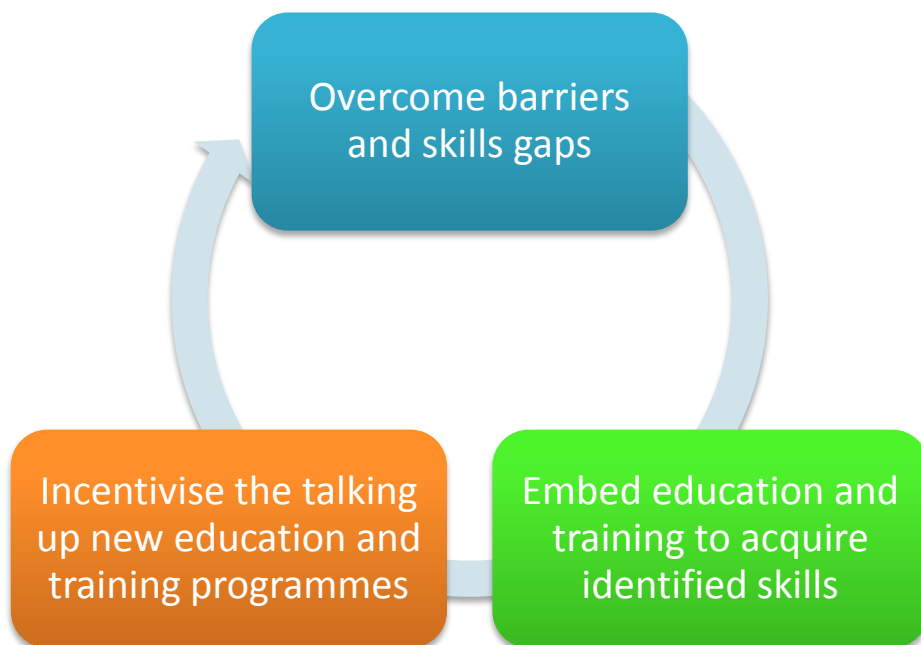 Overcome barriers
and skills gaps
Incentivise the talking
up new education and
training programmes
Embed education and
training to acquire
identified skills